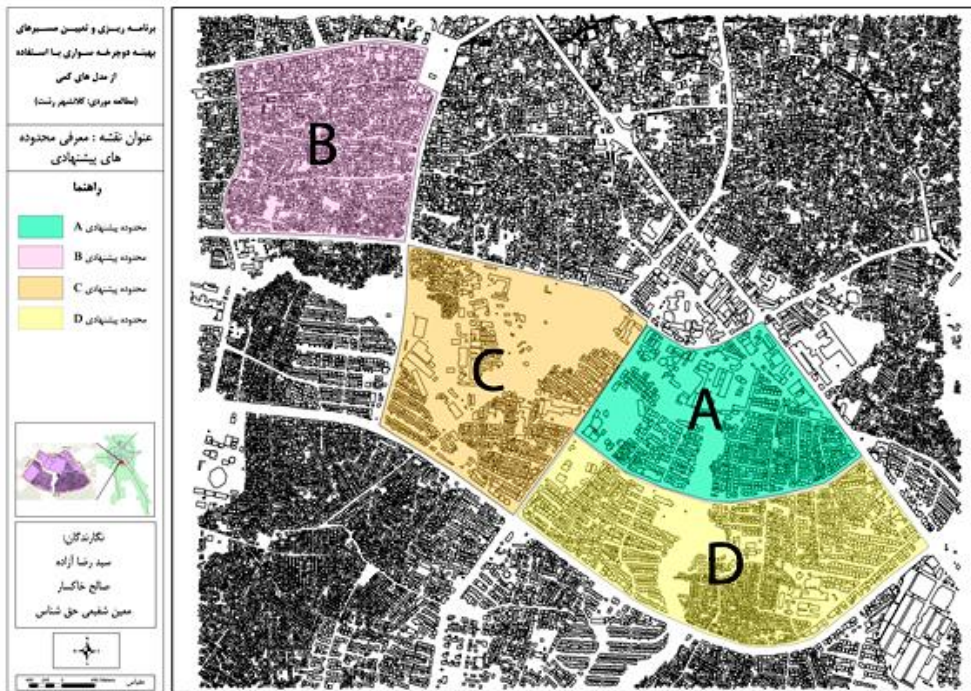 برنامه ریزی و تعیین مسیرهای
بهینه دوچرخه سواری با استفاده
از مدل های کمی
(مطالعه موردی: کلانشهر رشت)
عنوان نقشه : معرفی محدوده
های پیشنهادی
راهنما
محدوده پیشنهادی A
محدوده پیشنهادی B
محدوده پیشنهادی C
محدوده پیشنهادی D
نگارندگان:
سید رضا آزاده
صالح خاکسار
معین شفیعی حق شناس
مقیاس
B
C
A
D